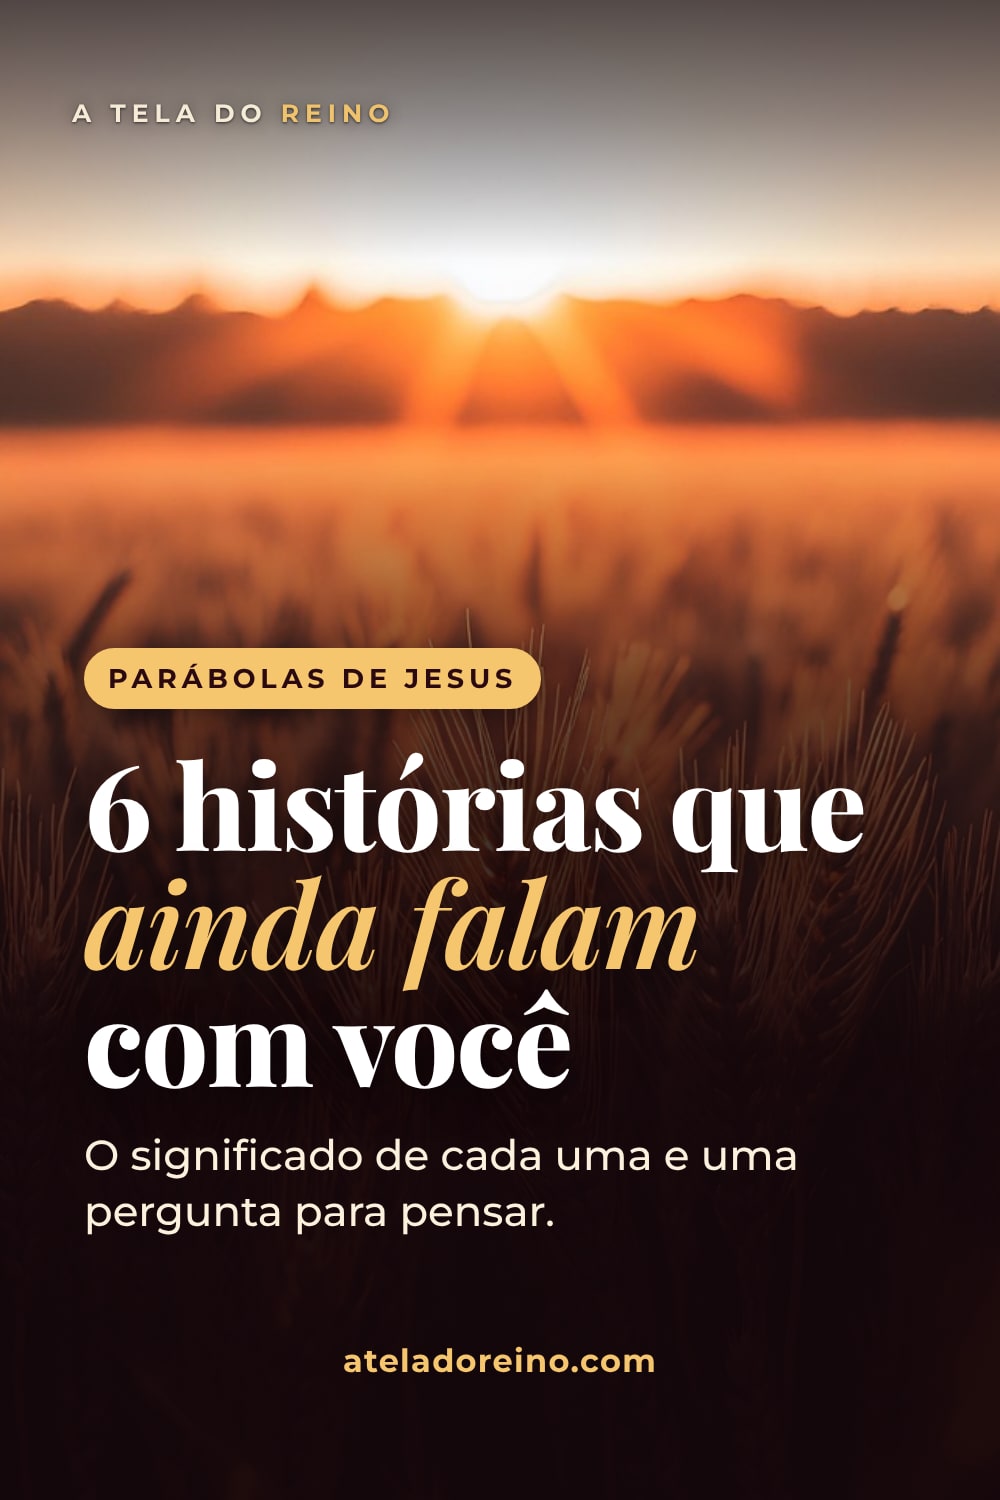 A TELA DO REINO
PARÁBOLAS DE JESUS
6 histórias que
ainda falam
com você
O significado de cada uma e uma
pergunta para pensar.
ateladoreino.com